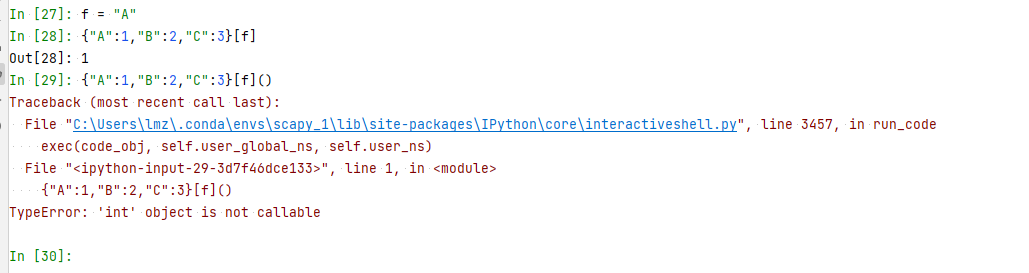 In [27]: f = "A"
In [28]: {"A":1,"B":2,"C":3}[f]
Out[28]: 1
In [29]: {"A":1,"B":2,"C":3}[f]()
Traceback (most recent call last):
  File "C:\Users\lmz\.conda\envs\scapy_1\lib\site-packages\IPython\core\interactiveshell.py", line 3457, in run_code
    exec(code_obj, self.user_global_ns, self.user_ns)
  File "<ipython-input-29-3d7f46dce133>", line 1, in <module>
    {"A":1,"B":2,"C":3}[f]()
TypeError: 'int' object is not callable
In [30]: